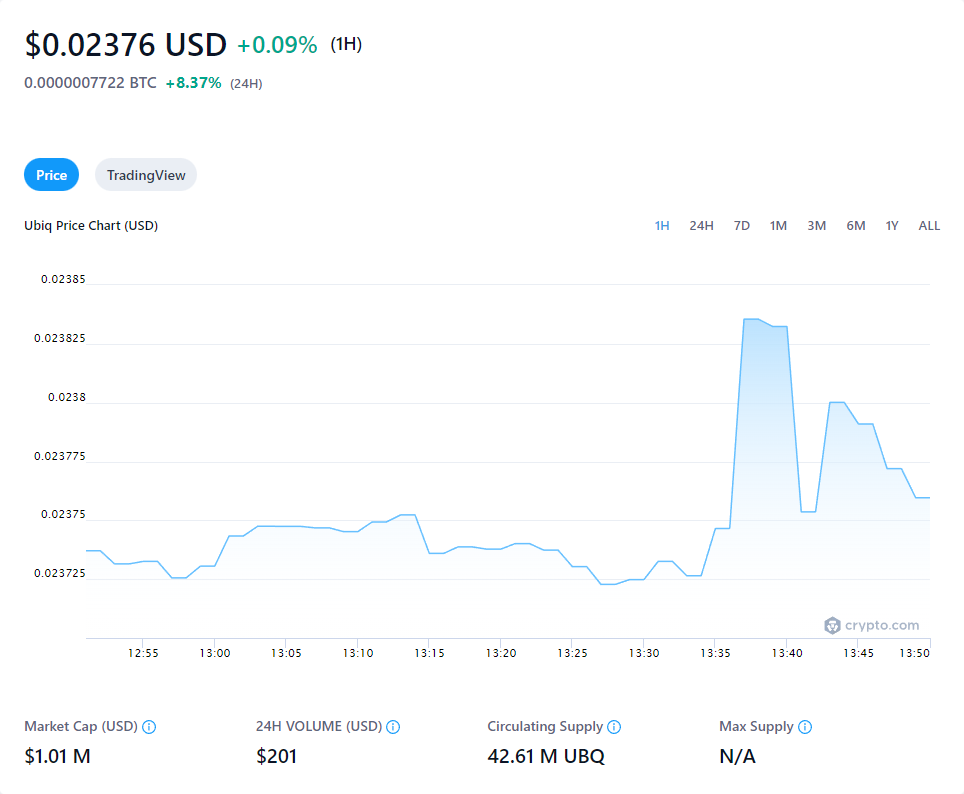 $0.02376 USD +0.09% (1H)
0.0000007722 BTC +8.37% (24H)
Price TradingView
Ubiq Price Chart (USD) 1H 24H 7D 1M 3M 6M 1Y ALL
0.02385
0.023825
0.0238
0.023775
0.02375
0.023725
crypto.com
12:55 13:00 13:05 13:10 13:15 13:20 13:25 13:30 13:35 13:40 13:45 13:50
Market Cap (USD) 24H VOLUME (USD) Circulating Supply Max Supply
$1.01 M $201 42.61 M UBQ N/A